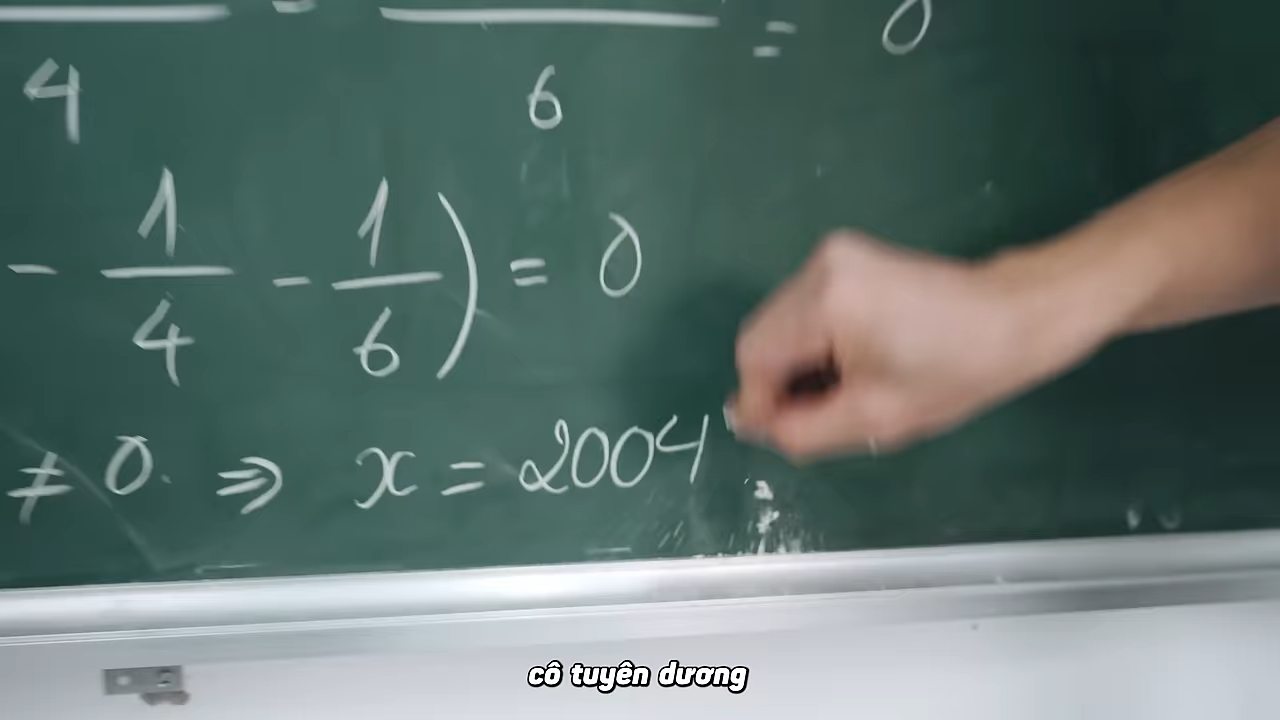 4 - 6 = 0
- 1/4 - 1/6) = 0
≠ 0. ⇒ x = 2004
cô tuyên dương